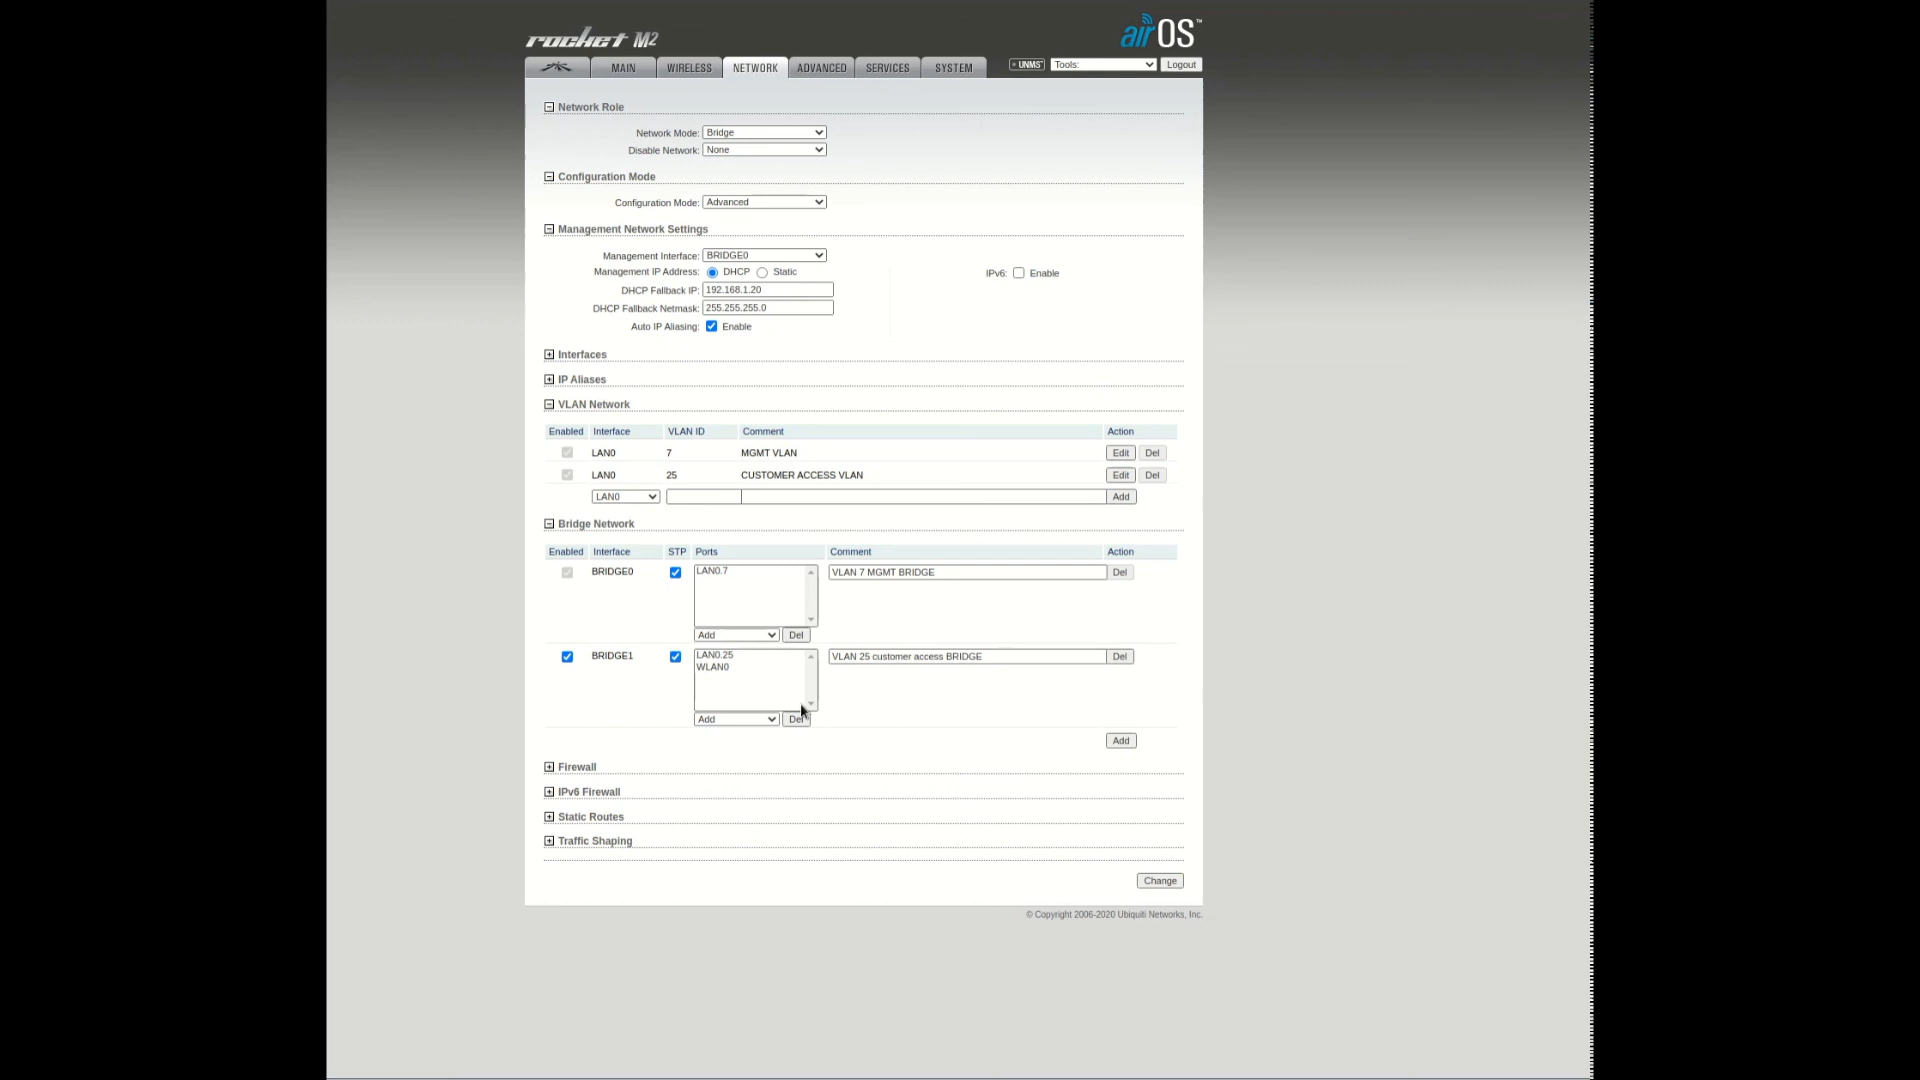 rocket M2
airOS™
MAIN WIRELESS NETWORK ADVANCED SERVICES SYSTEM UNMS Tools: Logout
Network Role
Network Mode: Bridge
Disable Network: None
Configuration Mode
Configuration Mode: Advanced
Management Network Settings
Management Interface: BRIDGE0
Management IP Address: DHCP Static IPv6: Enable
DHCP Fallback IP: 192.168.1.20
DHCP Fallback Netmask: 255.255.255.0
Auto IP Aliasing: Enable
Interfaces
IP Aliases
VLAN Network
Enabled Interface VLAN ID Comment Action
LAN0 7 MGMT VLAN Edit Del
LAN0 25 CUSTOMER ACCESS VLAN Edit Del
LAN0 Add
Bridge Network
Enabled Interface STP Ports Comment Action
BRIDGE0 LAN0.7 VLAN 7 MGMT BRIDGE Del
Add Del
BRIDGE1 LAN0.25 VLAN 25 customer access BRIDGE Del
WLAN0
Add Del
Add
Firewall
IPv6 Firewall
Static Routes
Traffic Shaping
Change
© Copyright 2006-2020 Ubiquiti Networks, Inc.